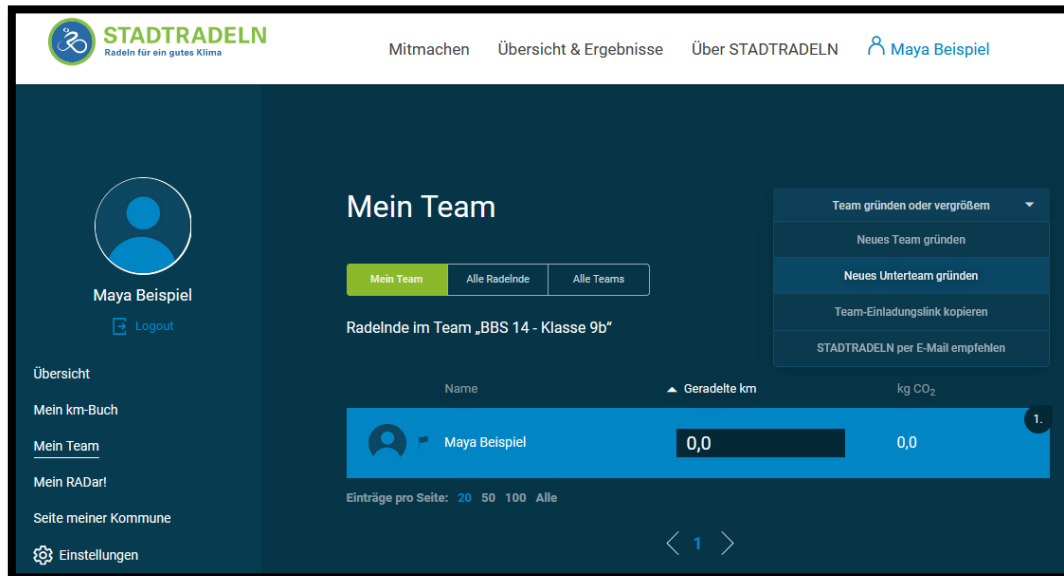 STADTRADELN
Radeln für ein gutes Klima
Mitmachen Übersicht & Ergebnisse Über STADTRADELN Maya Beispiel
Maya Beispiel
Logout
Übersicht
Mein km-Buch
Mein Team
Mein RADar!
Seite meiner Kommune
Einstellungen
Mein Team
Team gründen oder vergrößern
Neues Team gründen
Neues Unterteam gründen
Team-Einladungslink kopieren
STADTRADELN per E-Mail empfehlen
Mein Team Alle Radelnde Alle Teams
Radelnde im Team „BBS 14 - Klasse 9b“
Name Geradelte km kg CO₂
1.
Maya Beispiel 0,0 0,0
Einträge pro Seite: 20 50 100 Alle
1